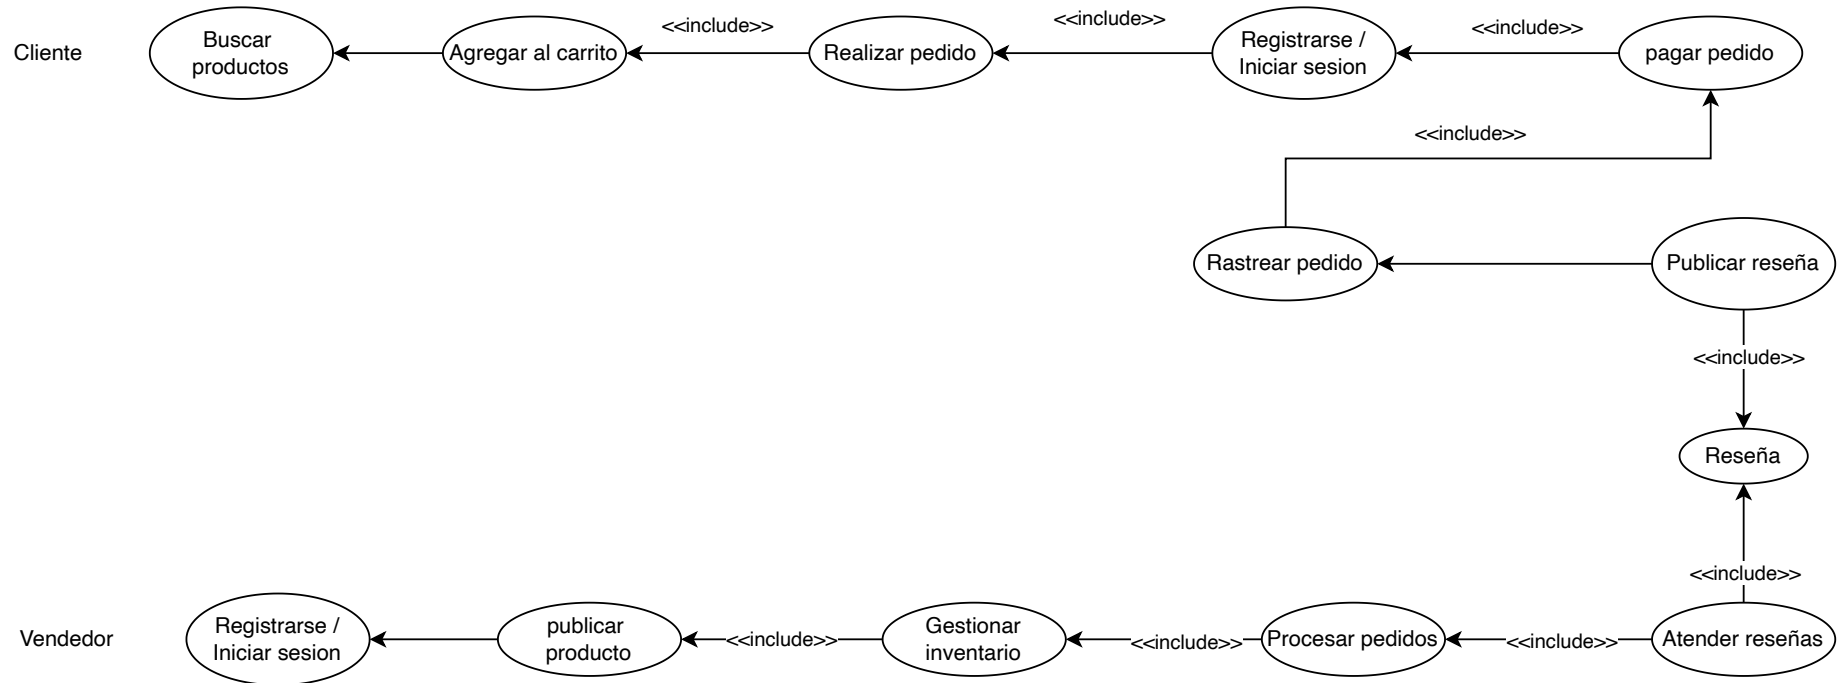 Cliente
Buscar
productos
Agregar al carrito
<<include>>
Realizar pedido
<<include>>
Registrarse /
Iniciar sesion
<<include>>
pagar pedido
<<include>>
Rastrear pedido
Publicar reseña
<<include>>
Reseña
<<include>>
Vendedor
Registrarse /
Iniciar sesion
publicar
producto
<<include>>
Gestionar
inventario
<<include>>
Procesar pedidos
<<include>>
Atender reseñas